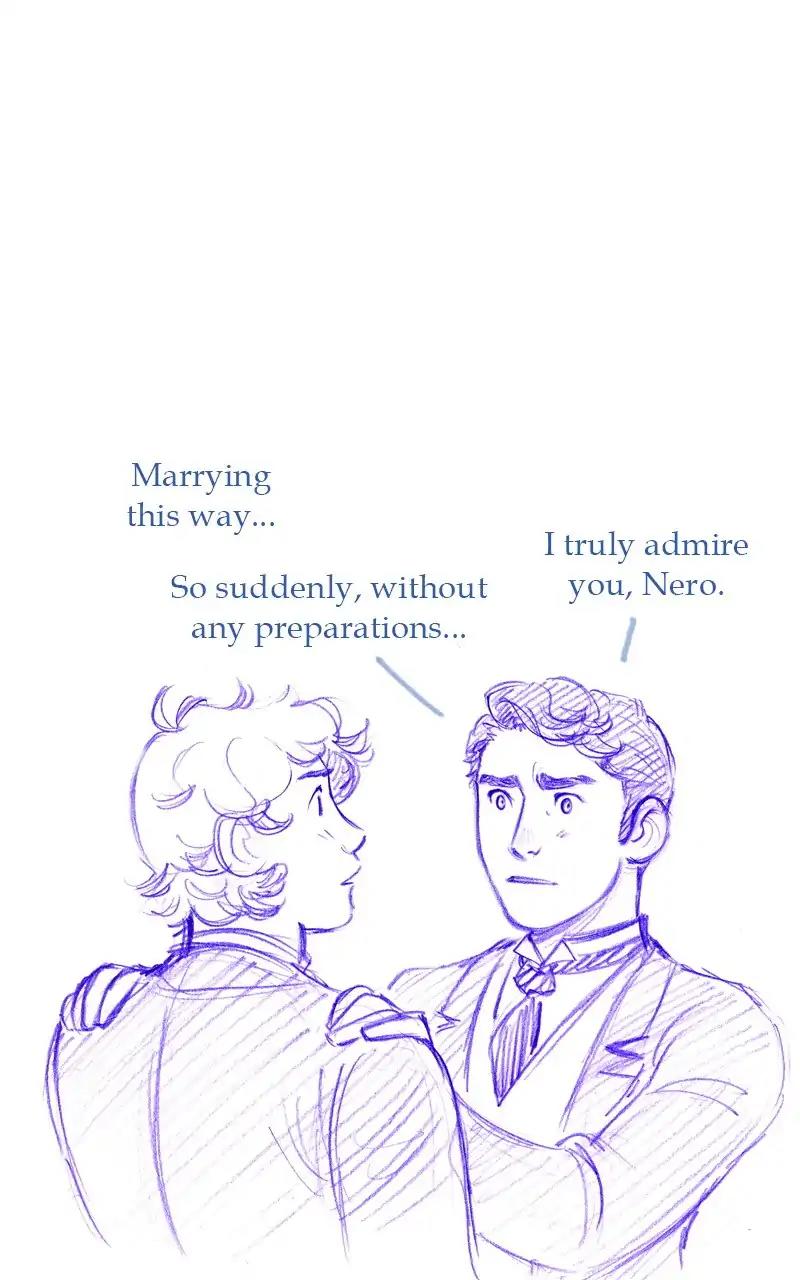 Marrying
this way...
So suddenly, without
any preparations...
I truly admire
you, Nero.